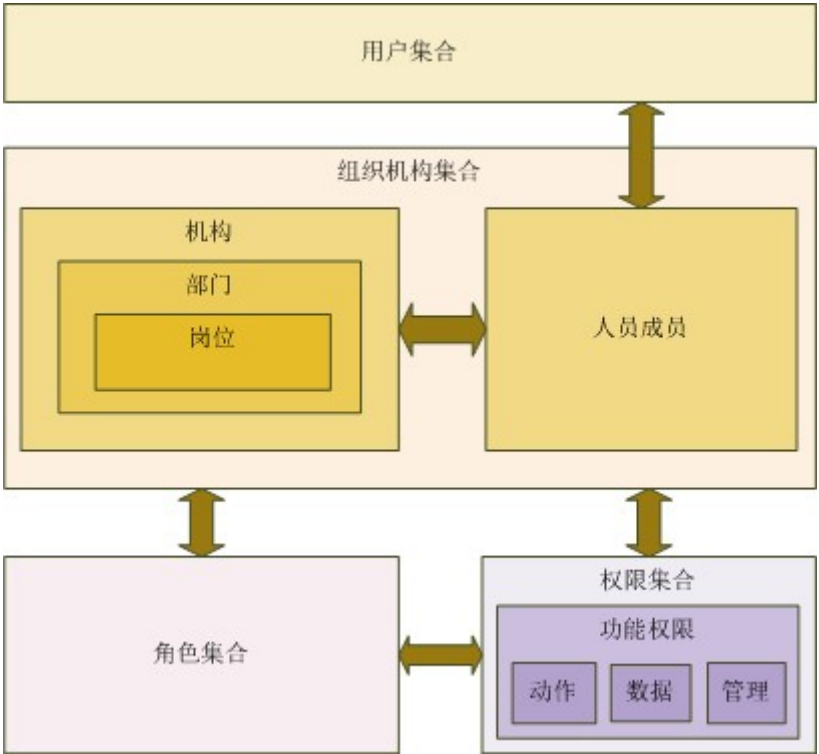 用户集合
组织机构集合
机构
部门
岗位
人员成员
角色集合
权限集合
功能权限
动作
数据
管理